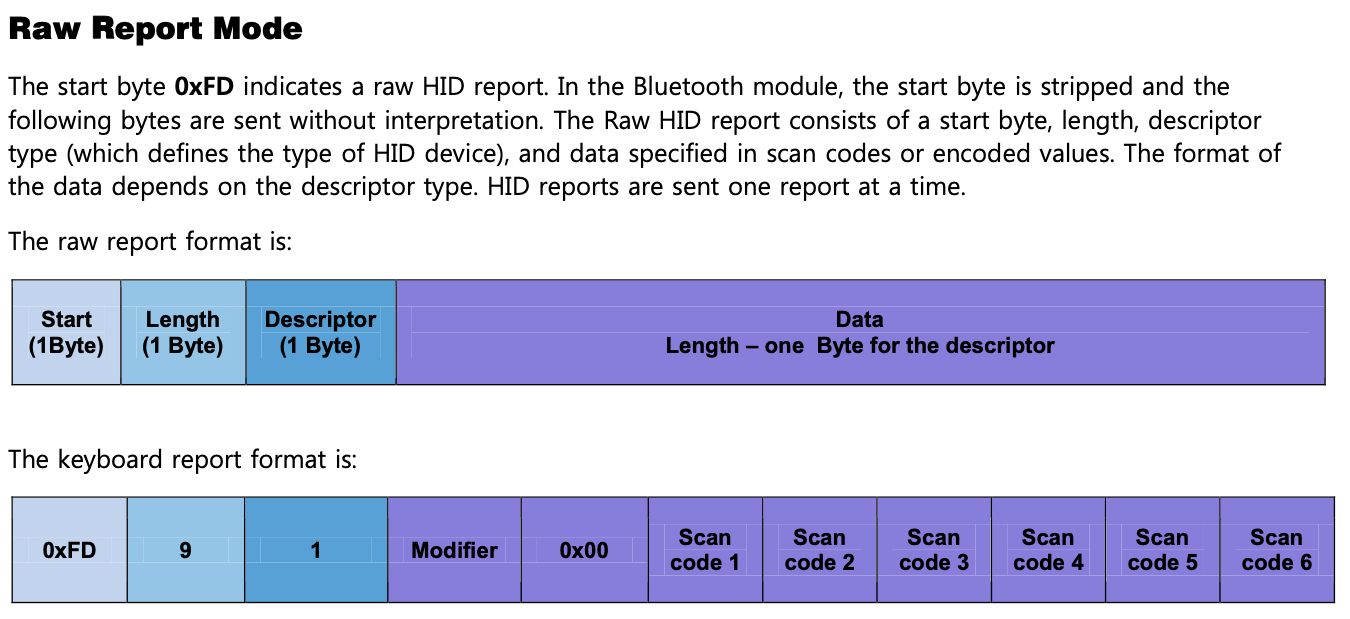 Raw Report Mode
The start byte 0xFD indicates a raw HID report. In the Bluetooth module, the start byte is stripped and the
following bytes are sent without interpretation. The Raw HID report consists of a start byte, length, descriptor
type (which defines the type of HID device), and data specified in scan codes or encoded values. The format of
the data depends on the descriptor type. HID reports are sent one report at a time.
The raw report format is:
Start
(1Byte)
Length
(1 Byte)
Descriptor
(1 Byte)
Data
Length – one Byte for the descriptor
The keyboard report format is:
0xFD
9
1
Modifier
0x00
Scan
code 1
Scan
code 2
Scan
code 3
Scan
code 4
Scan
code 5
Scan
code 6